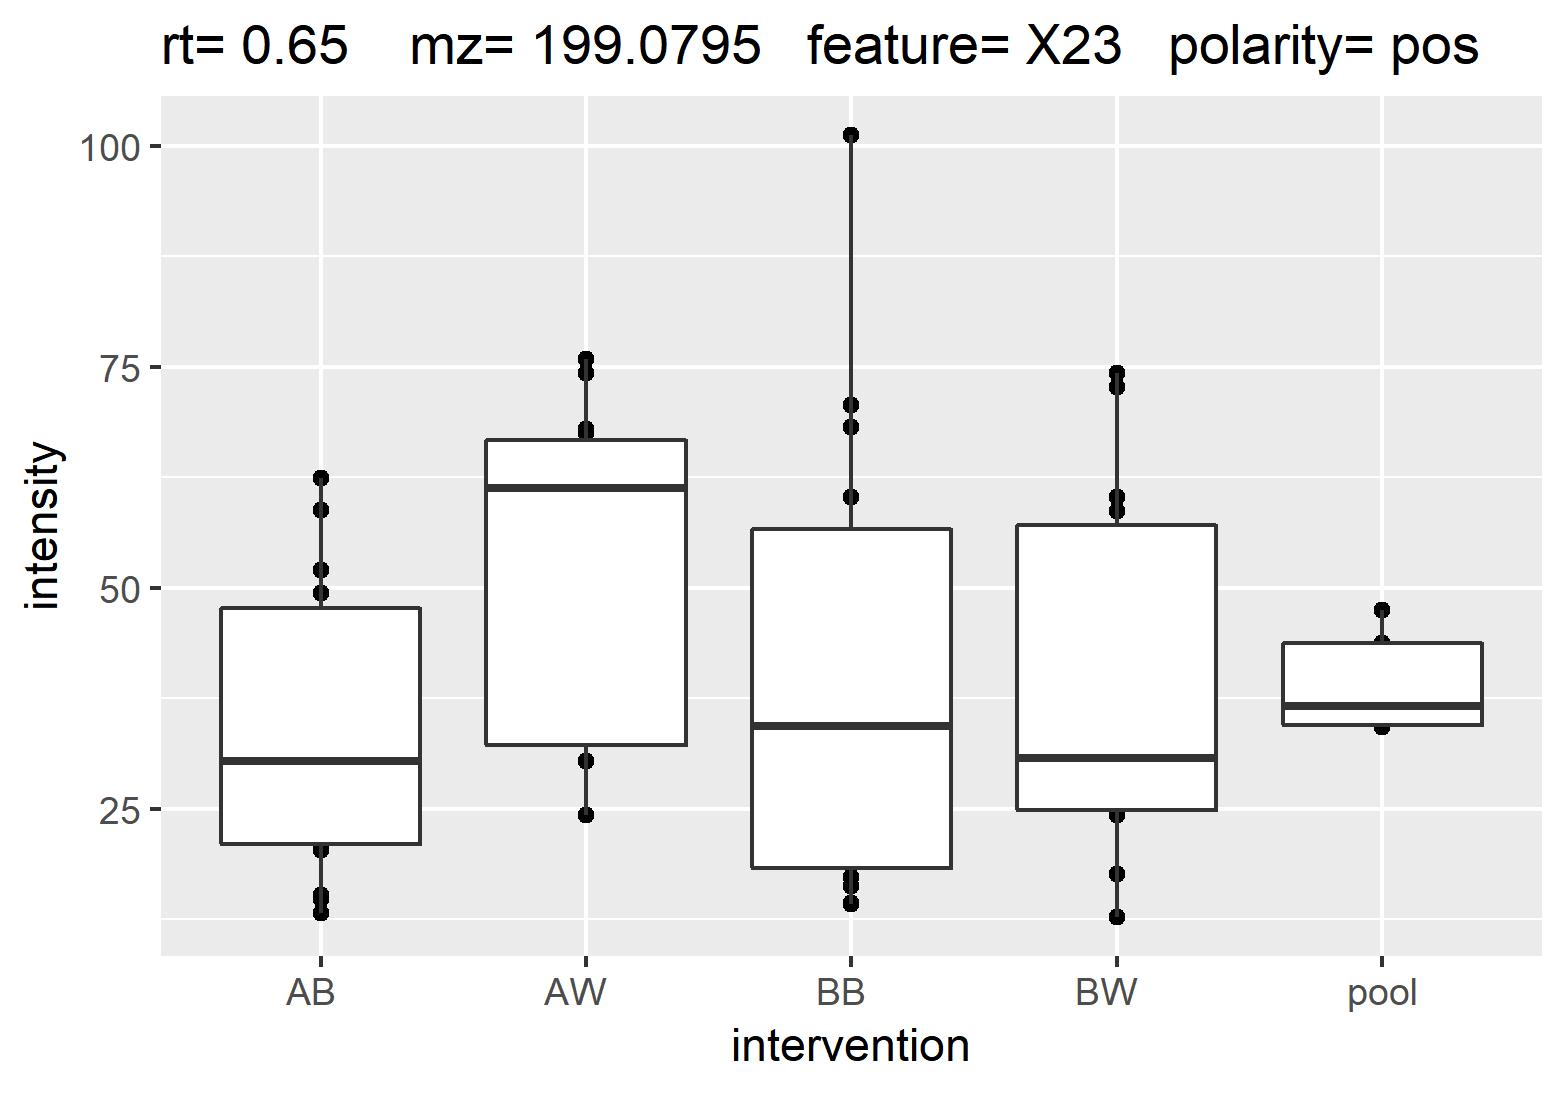 rt= 0.65 mz= 199.0795 feature= X23 polarity= pos
100
75
50
25
intensity
AB AW BB BW pool
intervention